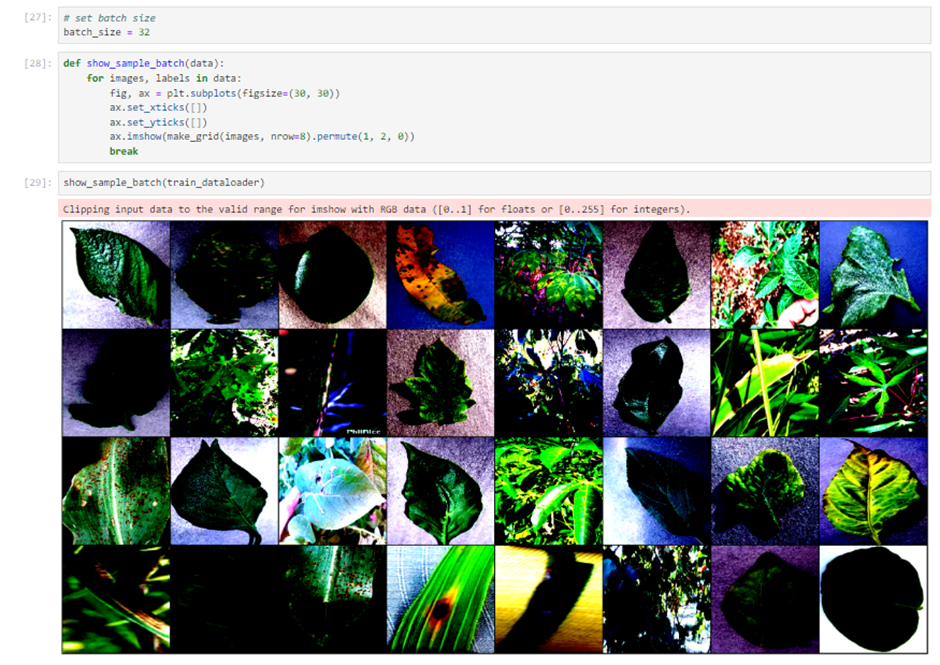 [27]: # set batch size
batch_size = 32
[28]: def show_sample_batch(data):
    for images, labels in data:
        fig, ax = plt.subplots(figsize=(30, 30))
        ax.set_xticks([])
        ax.set_yticks([])
        ax.imshow(make_grid(images, nrow=8).permute(1, 2, 0))
        break
[29]: show_sample_batch(train_dataloader)
Clipping input data to the valid range for imshow with RGB data ([0..1] for floats or [0..255] for integers).
PhilRice